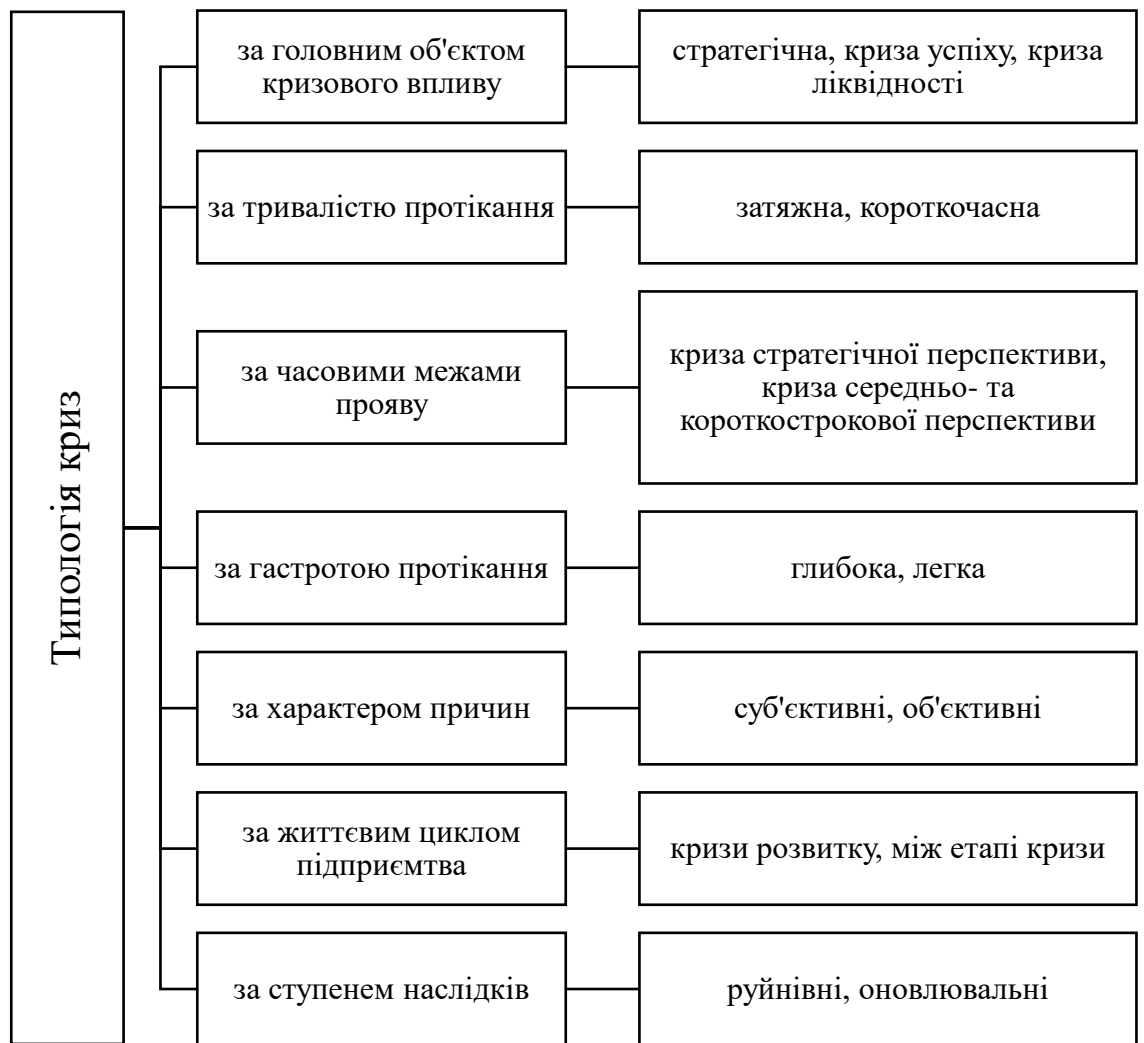 Типологія криз
за головним об'єктом
кризового впливу
стратегічна, криза успіху, криза
ліквідності
за тривалістю протікання
затяжна, короткочасна
за часовими межами
прояву
криза стратегічної перспективи,
криза середньо- та
короткострокової перспективи
за гастротою протікання
глибока, легка
за характером причин
суб'єктивні, об'єктивні
за життєвим циклом
підприємтва
кризи розвитку, між етапі кризи
за ступенем наслідків
руйнівні, оновлювальні